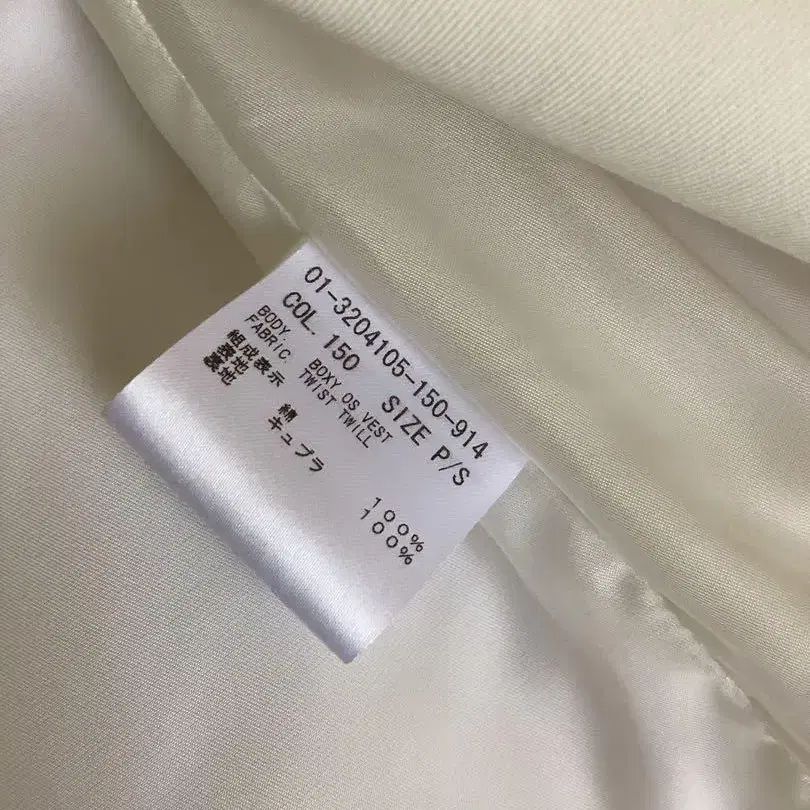 01-3204105-150-914
COL. 150 SIZE P/S
BODY. BOXY OS VEST
FABRIC. TWIST TWILL
組成表示
表地 絹 100%
裏地 キュプラ 100%